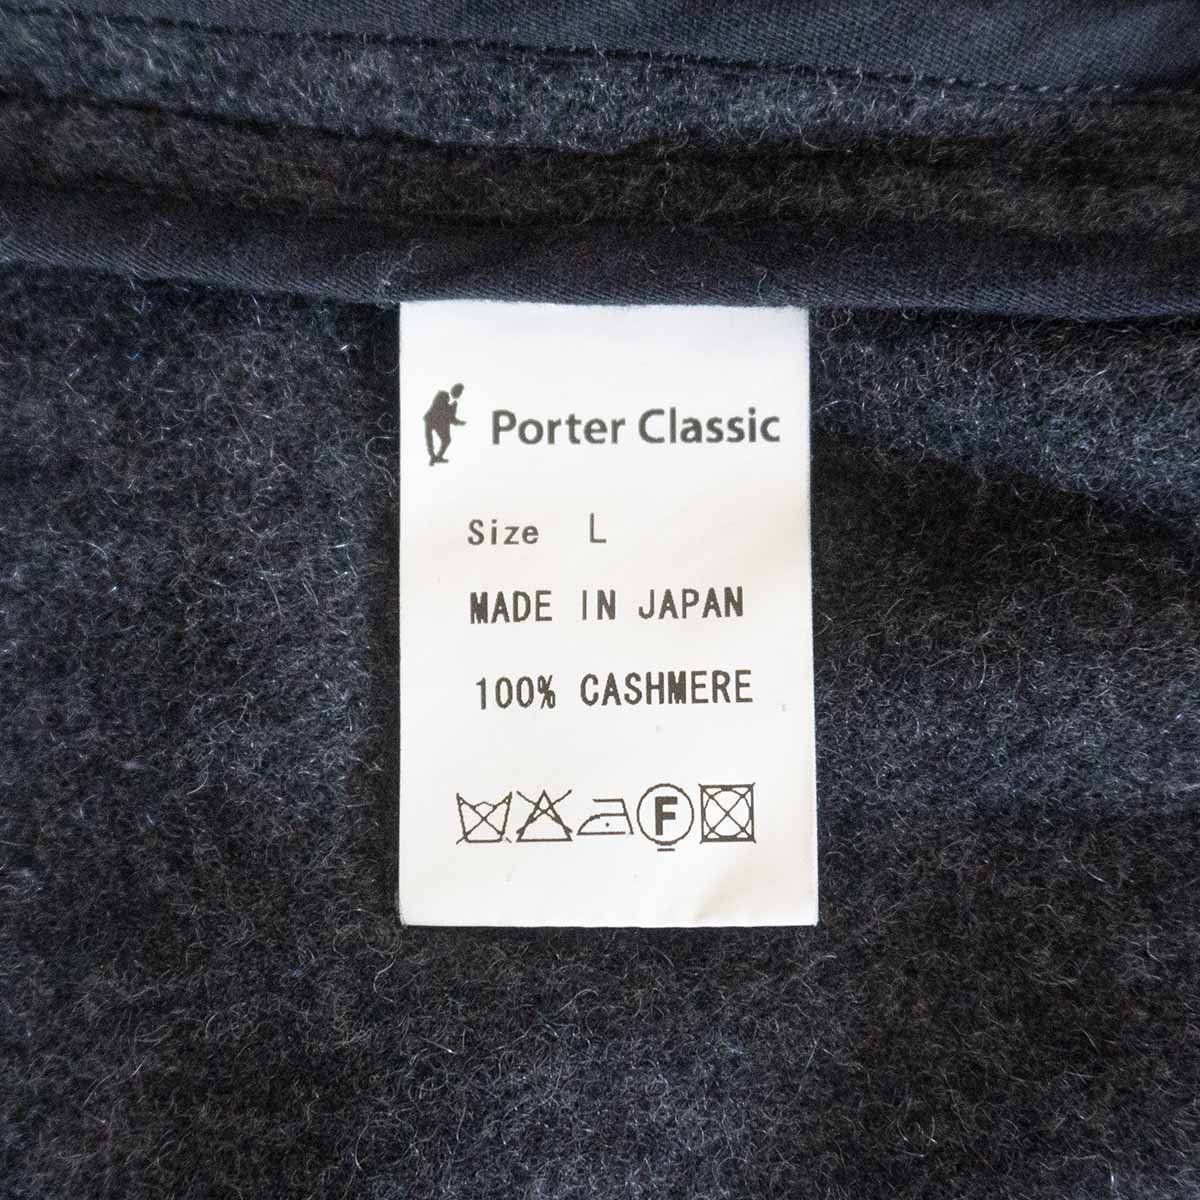 Porter Classic
Size L
MADE IN JAPAN
100% CASHMERE
F